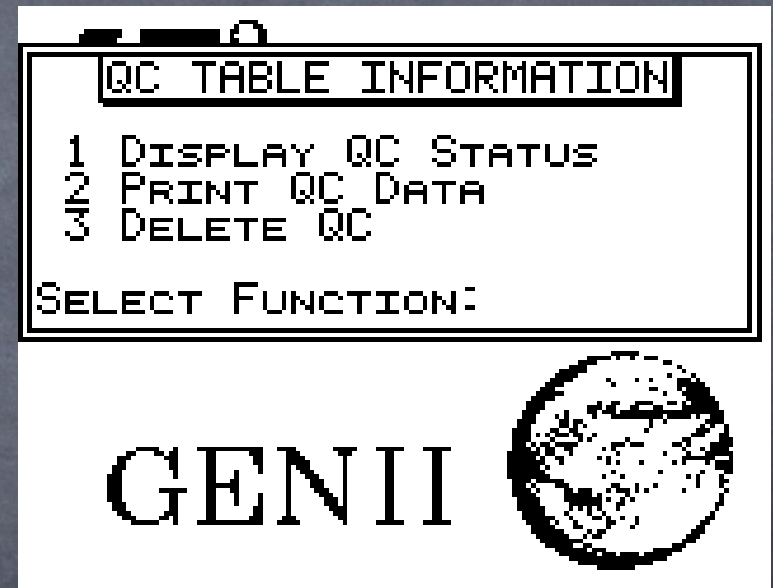 QC TABLE INFORMATION
1 DISPLAY QC STATUS
2 PRINT QC DATA
3 DELETE QC
SELECT FUNCTION:
GENII